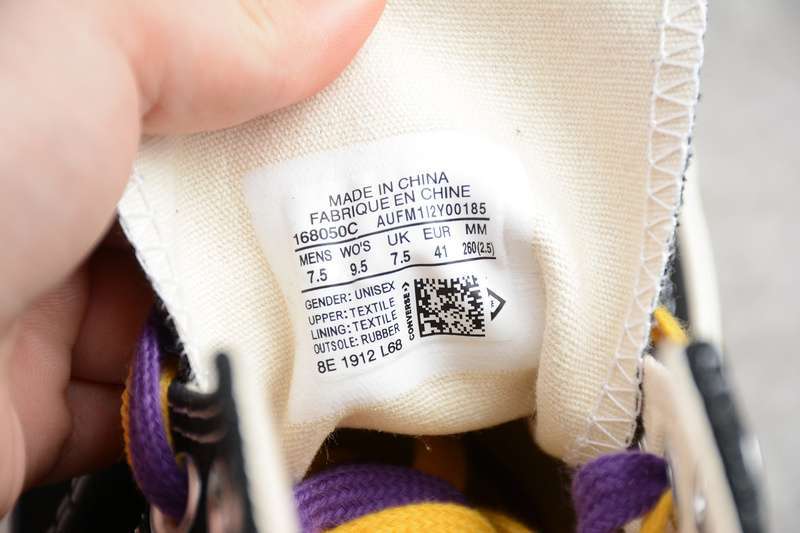 MADE IN CHINA
FABRIQUE EN CHINE
168050C AUFM1I2Y00185
MENS WO'S UK EUR MM
7.5 9.5 7.5 41 260(2.5)
GENDER: UNISEX
UPPER: TEXTILE
LINING: TEXTILE
OUTSOLE: RUBBER
8E 1912 L68
CONVERSE